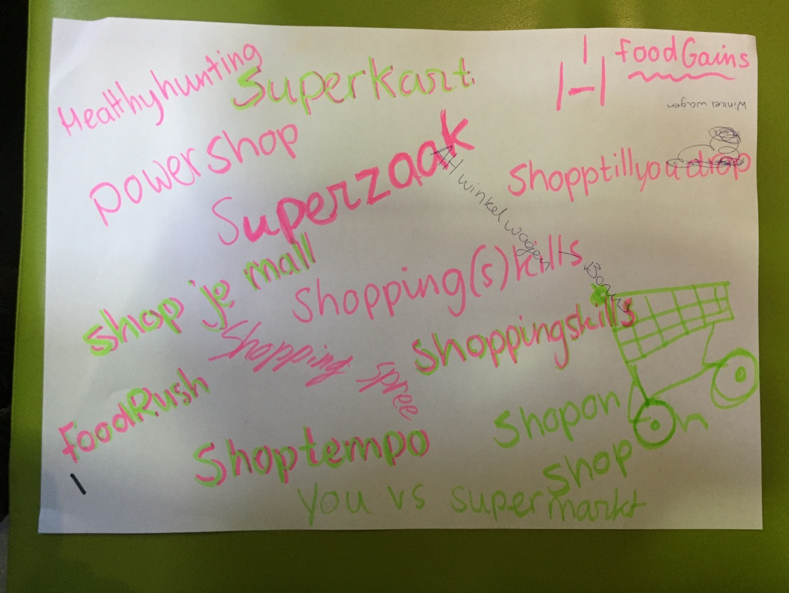 Healthyhunting
Superkart
foodGains
Winkel wagen
powershop
Superzaak
Shopptillyoudrop
AH winkelwagen
shop je mall
Shopping(s)kills
Shopping spree
Shoppingskills
FoodRush
Shoptempo
Shopon
shop on
you vs supermarkt